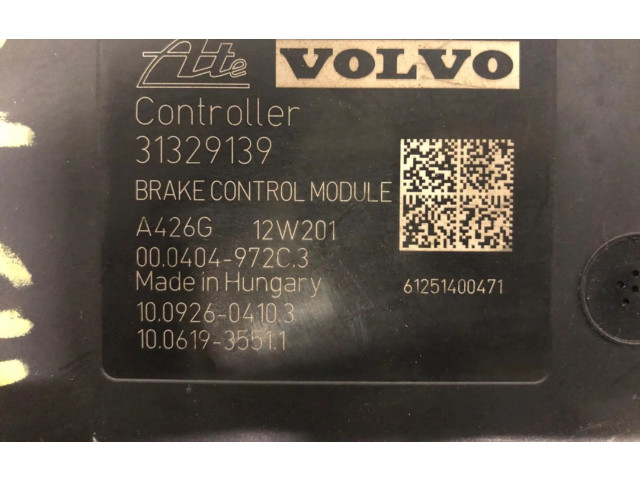 Ate VOLVO
Controller
31329139
BRAKE CONTROL MODULE
A426G 12W201
00.0404-972C.3
Made in Hungary
61251400471
10.0926-0410.3
10.0619-3551.1